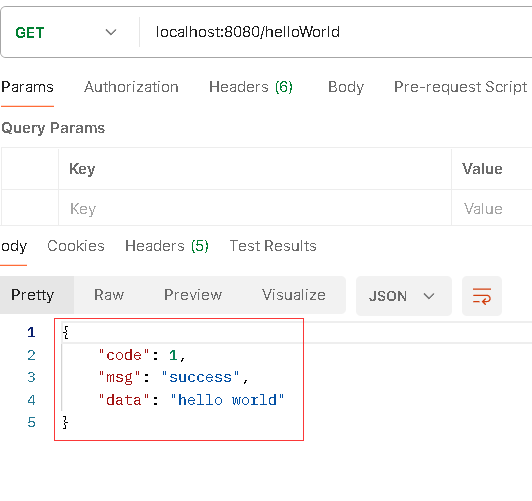 GET localhost:8080/helloWorld
Params Authorization Headers (6) Body Pre-request Script
Query Params
Key Value
Key Value
ody Cookies Headers (5) Test Results
Pretty Raw Preview Visualize JSON
1 {
2 "code": 1,
3 "msg": "success",
4 "data": "hello world"
5 }